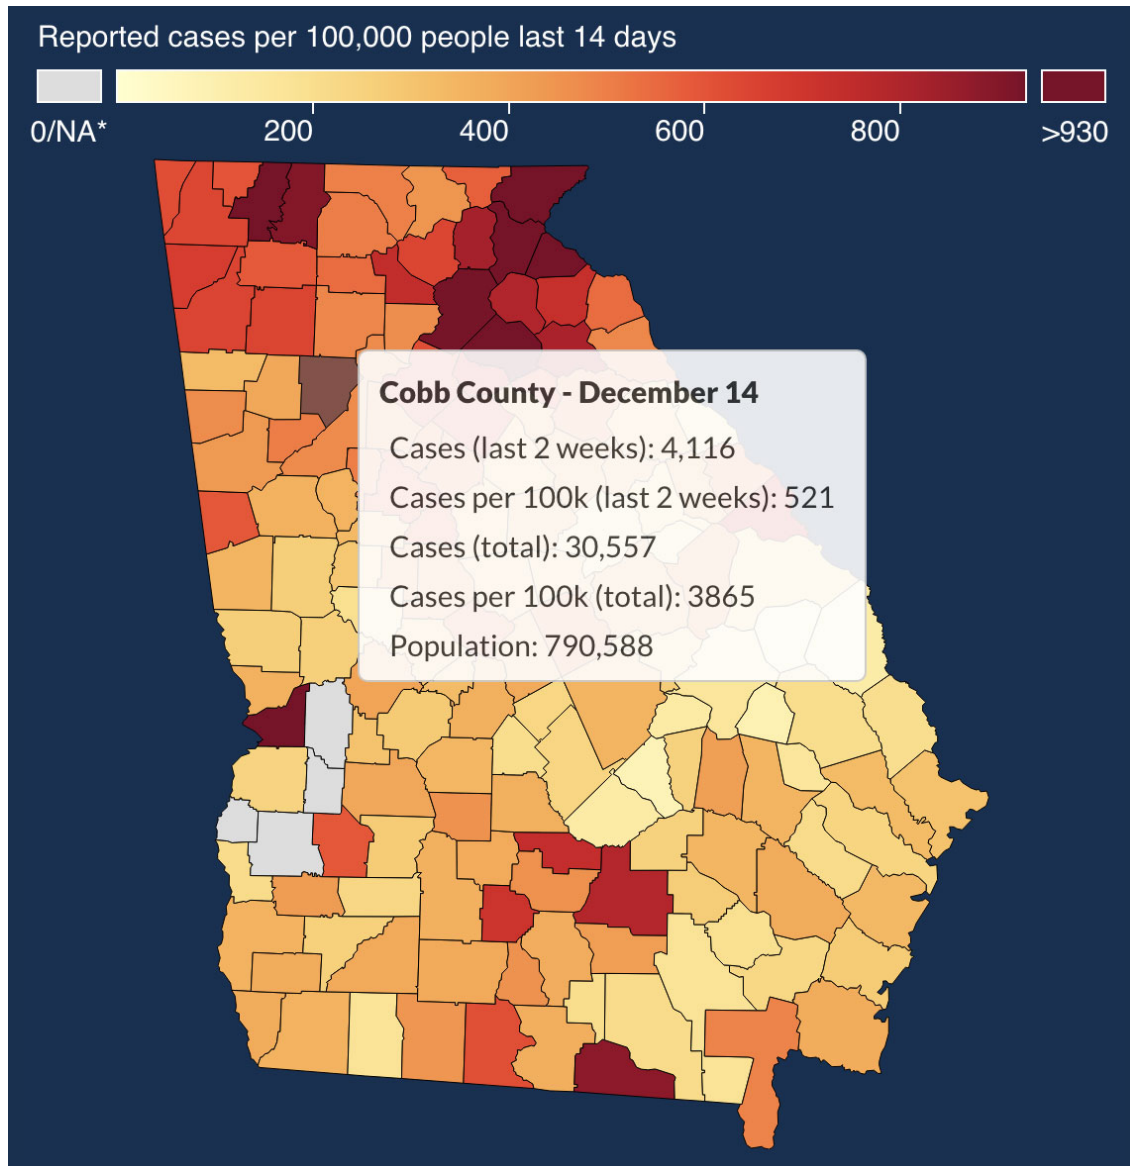 Reported cases per 100,000 people last 14 days
0/NA* 200 400 600 800 >930
Cobb County - December 14
Cases (last 2 weeks): 4,116
Cases per 100k (last 2 weeks): 521
Cases (total): 30,557
Cases per 100k (total): 3865
Population: 790,588